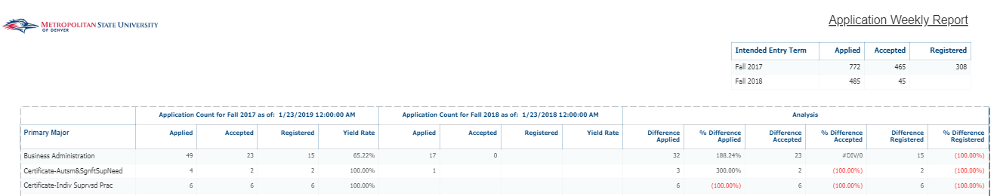 METROPOLITAN STATE UNIVERSITY
OF DENVER
Application Weekly Report
Intended Entry Term Applied Accepted Registered
Fall 2017 772 465 308
Fall 2018 485 45
Application Count for Fall 2017 as of: 1/23/2019 12:00:00 AM Application Count for Fall 2018 as of: 1/23/2018 12:00:00 AM Analysis
Primary Major Applied Accepted Registered Yield Rate Applied Accepted Registered Yield Rate Difference Applied % Difference Applied Difference Accepted % Difference Accepted Difference Registered % Difference Registered
Business Administration 49 23 15 65.22% 17 0 32 188.24% 23 #DIV/0 15 (100.00%)
Certificate-Autsm&SgnftSupNeed 4 2 2 100.00% 1 3 300.00% 2 (100.00%) 2 (100.00%)
Certificate-Indiv Suprvsd Prac 6 6 6 100.00% 6 (100.00%) 6 (100.00%) 6 (100.00%)